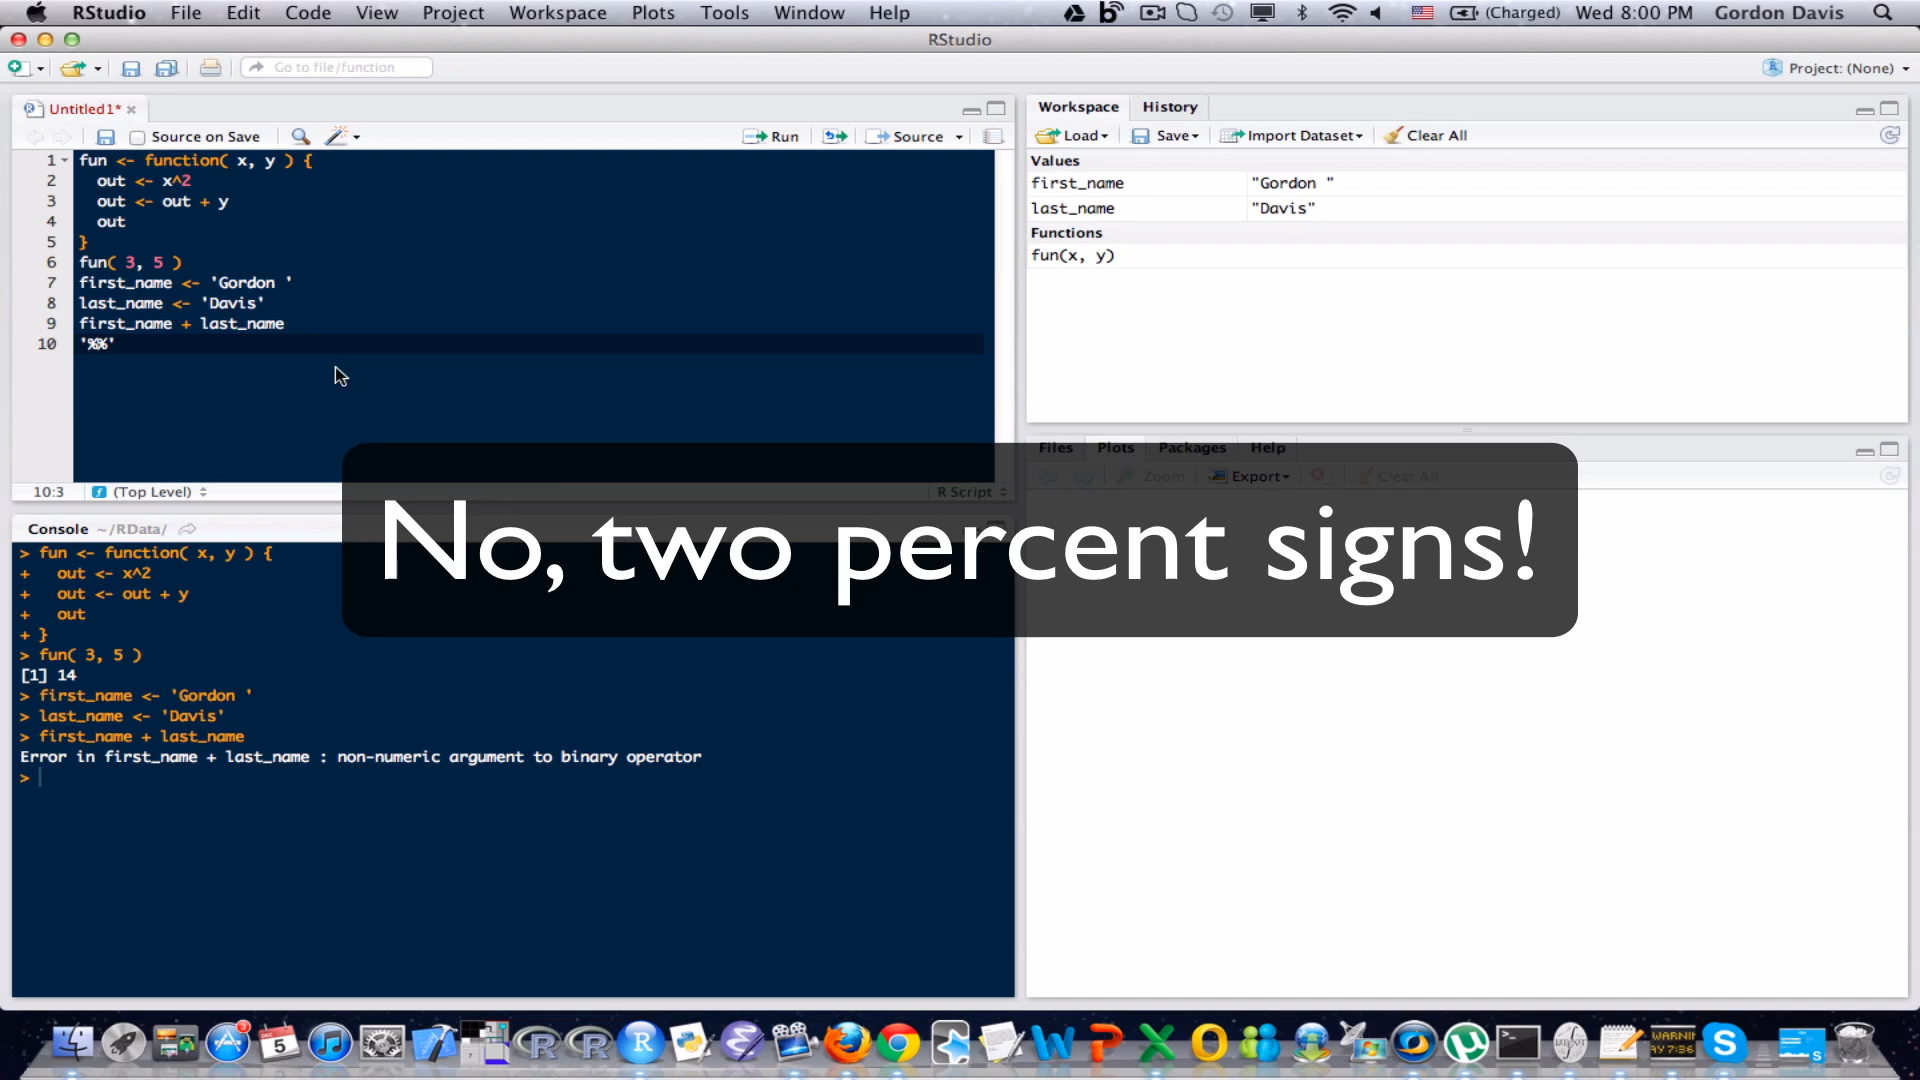 RStudio File Edit Code View Project Workspace Plots Tools Window Help (Charged) Wed 8:00 PM Gordon Davis
RStudio
Go to file/function Project: (None)
Untitled1*
Source on Save Run Source
1 fun <- function( x, y ) {
2 out <- x^2
3 out <- out + y
4 out
5 }
6 fun( 3, 5 )
7 first_name <- 'Gordon '
8 last_name <- 'Davis'
9 first_name + last_name
10 '%%'
10:3 (Top Level) R Script
Console ~/RData/
> fun <- function( x, y ) {
+ out <- x^2
+ out <- out + y
+ out
+ }
> fun( 3, 5 )
[1] 14
> first_name <- 'Gordon '
> last_name <- 'Davis'
> first_name + last_name
Error in first_name + last_name : non-numeric argument to binary operator
>
Workspace History
Load Save Import Dataset Clear All
Values
first_name "Gordon "
last_name "Davis"
Functions
fun(x, y)
Files Plots Packages Help
Zoom Export Clear All
No, two percent signs!